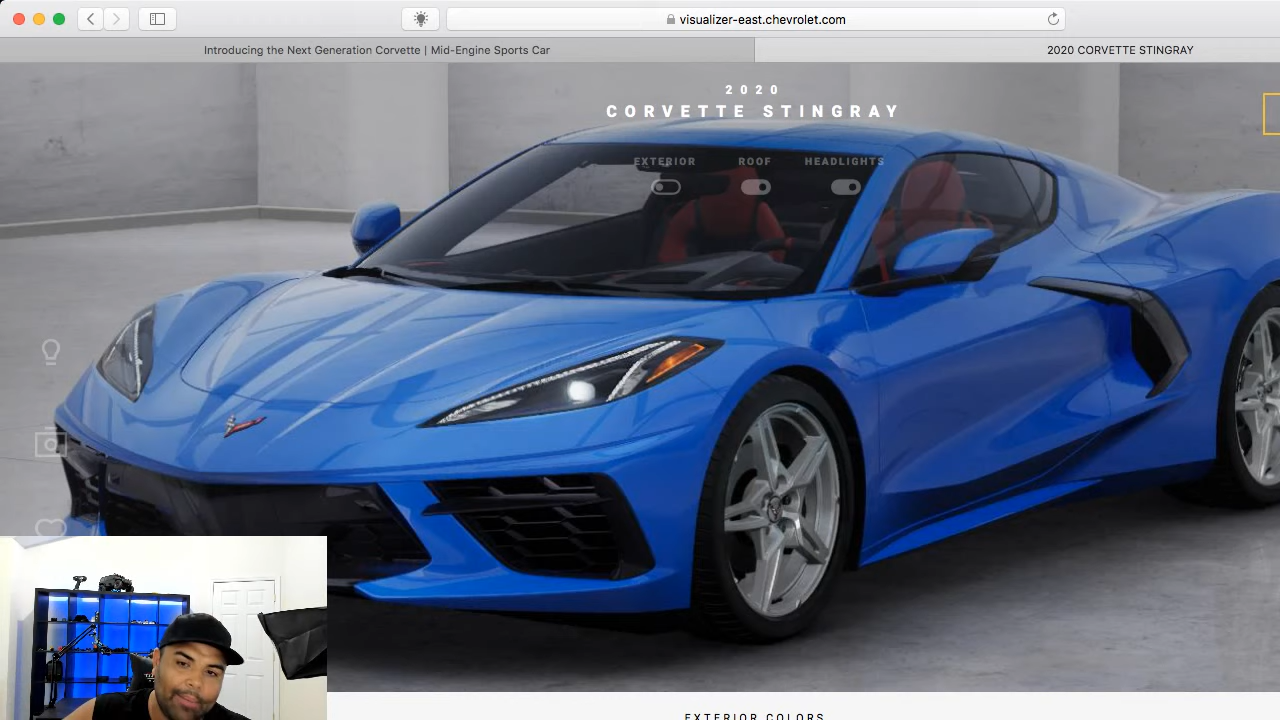 visualizer-east.chevrolet.com
Introducing the Next Generation Corvette | Mid-Engine Sports Car
2020 CORVETTE STINGRAY
2020
CORVETTE STINGRAY
EXTERIOR ROOF HEADLIGHTS
EXTERIOR COLORS